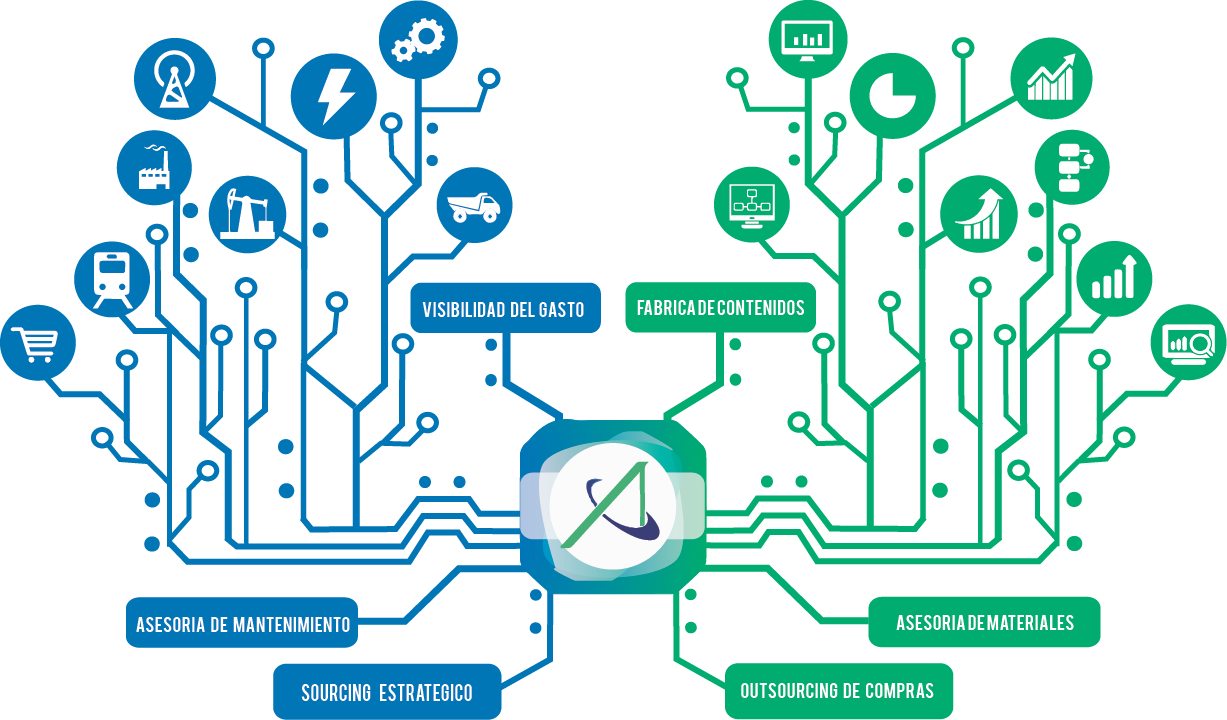 VISIBILIDAD DEL GASTO
FABRICA DE CONTENIDOS
ASESORIA DE MANTENIMIENTO
ASESORIA DE MATERIALES
SOURCING ESTRATEGICO
OUTSOURCING DE COMPRAS